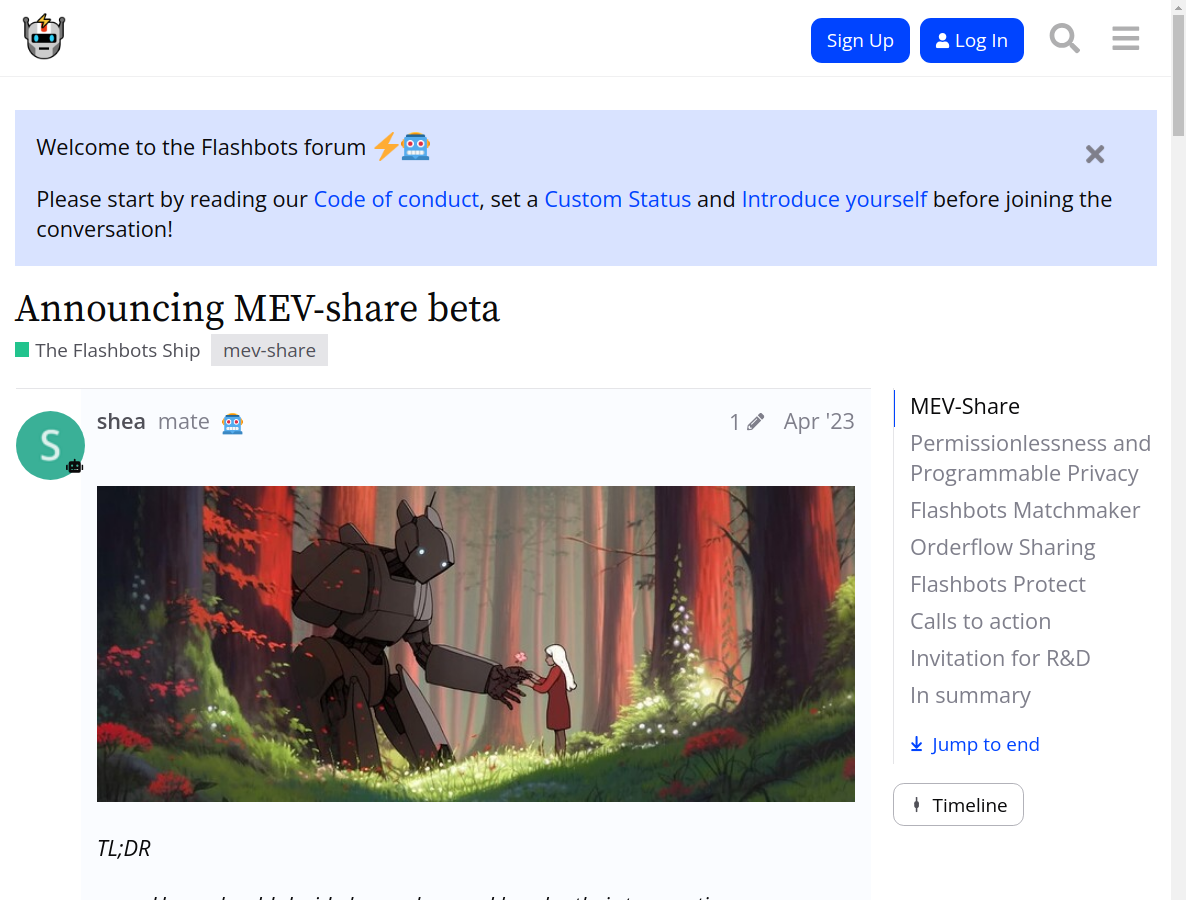 Sign Up
Log In
Welcome to the Flashbots forum
Please start by reading our Code of conduct, set a Custom Status and Introduce yourself before joining the
conversation!
Announcing MEV-share beta
The Flashbots Ship mev-share
S
shea mate 1 Apr '23
TL;DR
MEV-Share
Permissionlessness and
Programmable Privacy
Flashbots Matchmaker
Orderflow Sharing
Flashbots Protect
Calls to action
Invitation for R&D
In summary
Jump to end
Timeline